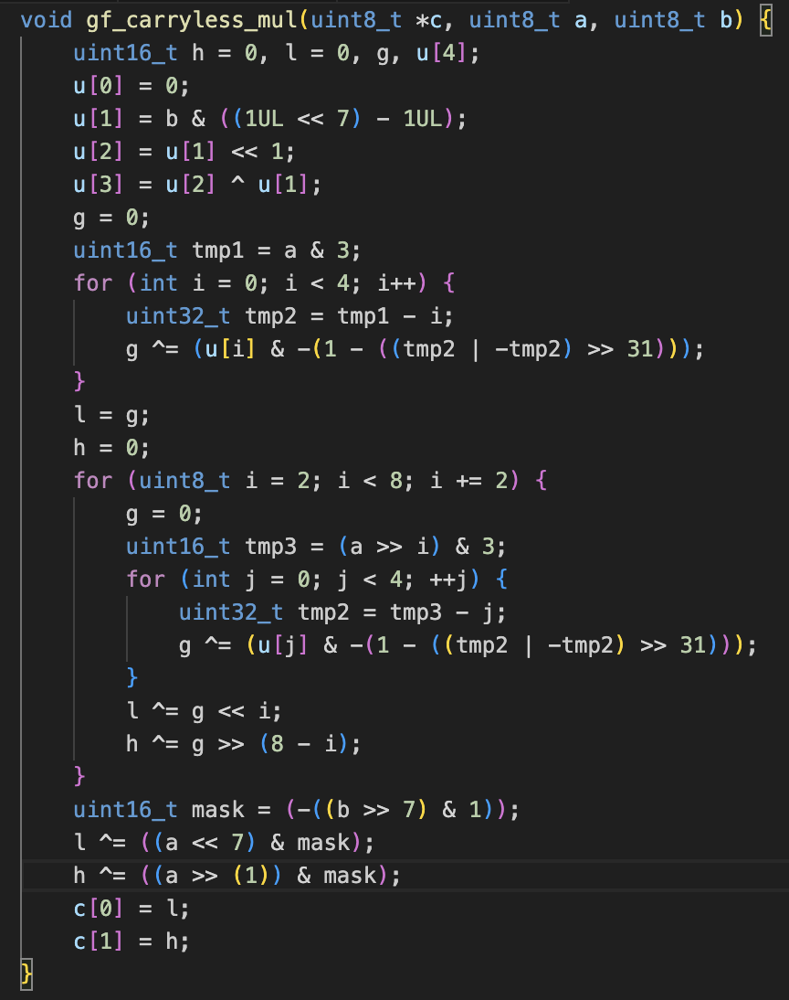 void gf_carryless_mul(uint8_t *c, uint8_t a, uint8_t b) {
    uint16_t h = 0, l = 0, g, u[4];
    u[0] = 0;
    u[1] = b & ((1UL << 7) - 1UL);
    u[2] = u[1] << 1;
    u[3] = u[2] ^ u[1];
    g = 0;
    uint16_t tmp1 = a & 3;
    for (int i = 0; i < 4; i++) {
        uint32_t tmp2 = tmp1 - i;
        g ^= (u[i] & -(1 - ((tmp2 | -tmp2) >> 31)));
    }
    l = g;
    h = 0;
    for (uint8_t i = 2; i < 8; i += 2) {
        g = 0;
        uint16_t tmp3 = (a >> i) & 3;
        for (int j = 0; j < 4; ++j) {
            uint32_t tmp2 = tmp3 - j;
            g ^= (u[j] & -(1 - ((tmp2 | -tmp2) >> 31)));
        }
        l ^= g << i;
        h ^= g >> (8 - i);
    }
    uint16_t mask = (-((b >> 7) & 1));
    l ^= ((a << 7) & mask);
    h ^= ((a >> (1)) & mask);
    c[0] = l;
    c[1] = h;
}